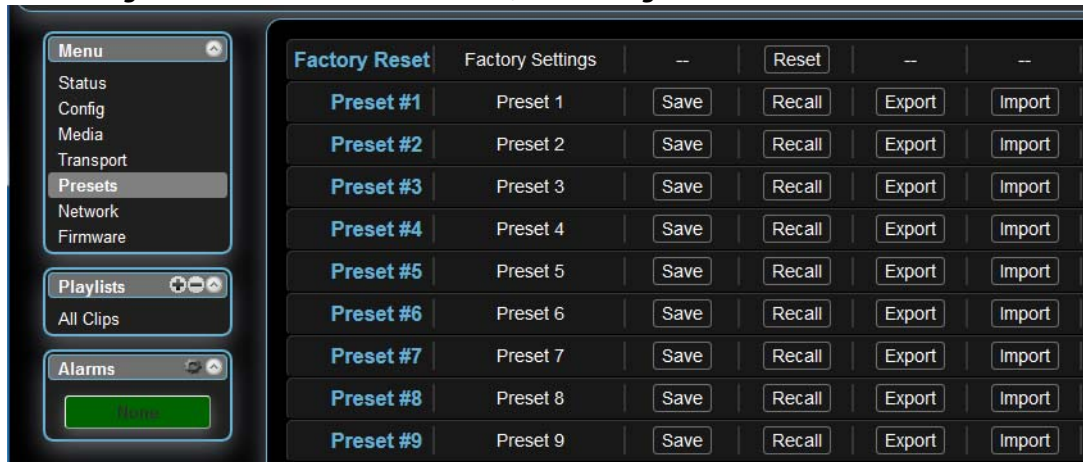 Menu
Status
Config
Media
Transport
Presets
Network
Firmware
Playlists
All Clips
Alarms
None
Factory Reset Factory Settings -- Reset -- --
Preset #1 Preset 1 Save Recall Export Import
Preset #2 Preset 2 Save Recall Export Import
Preset #3 Preset 3 Save Recall Export Import
Preset #4 Preset 4 Save Recall Export Import
Preset #5 Preset 5 Save Recall Export Import
Preset #6 Preset 6 Save Recall Export Import
Preset #7 Preset 7 Save Recall Export Import
Preset #8 Preset 8 Save Recall Export Import
Preset #9 Preset 9 Save Recall Export Import